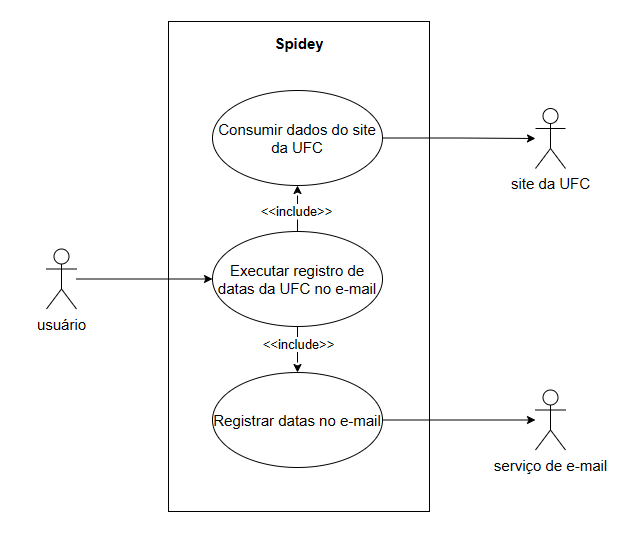 Spidey
Consumir dados do site
da UFC
site da UFC
<<include>>
Executar registro de
datas da UFC no e-mail
usuário
<<include>>
Registrar datas no e-mail
serviço de e-mail